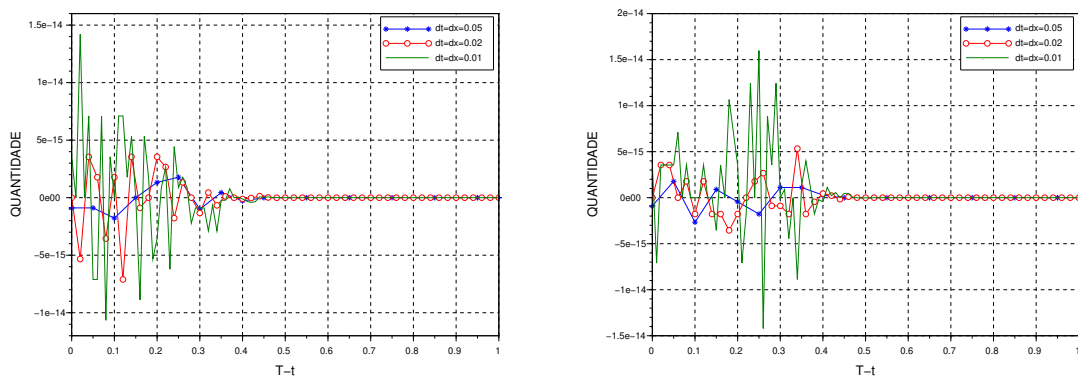 1.5e-14
1e-14
5e-15
0e00
-5e-15
-1e-14
QUANTIDADE
dt=dx=0.05
dt=dx=0.02
dt=dx=0.01
0 0.1 0.2 0.3 0.4 0.5 0.6 0.7 0.8 0.9 1
T-t
2e-14
1.5e-14
1e-14
5e-15
0e00
-5e-15
-1e-14
-1.5e-14
QUANTIDADE
dt=dx=0.05
dt=dx=0.02
dt=dx=0.01
0 0.1 0.2 0.3 0.4 0.5 0.6 0.7 0.8 0.9 1
T-t